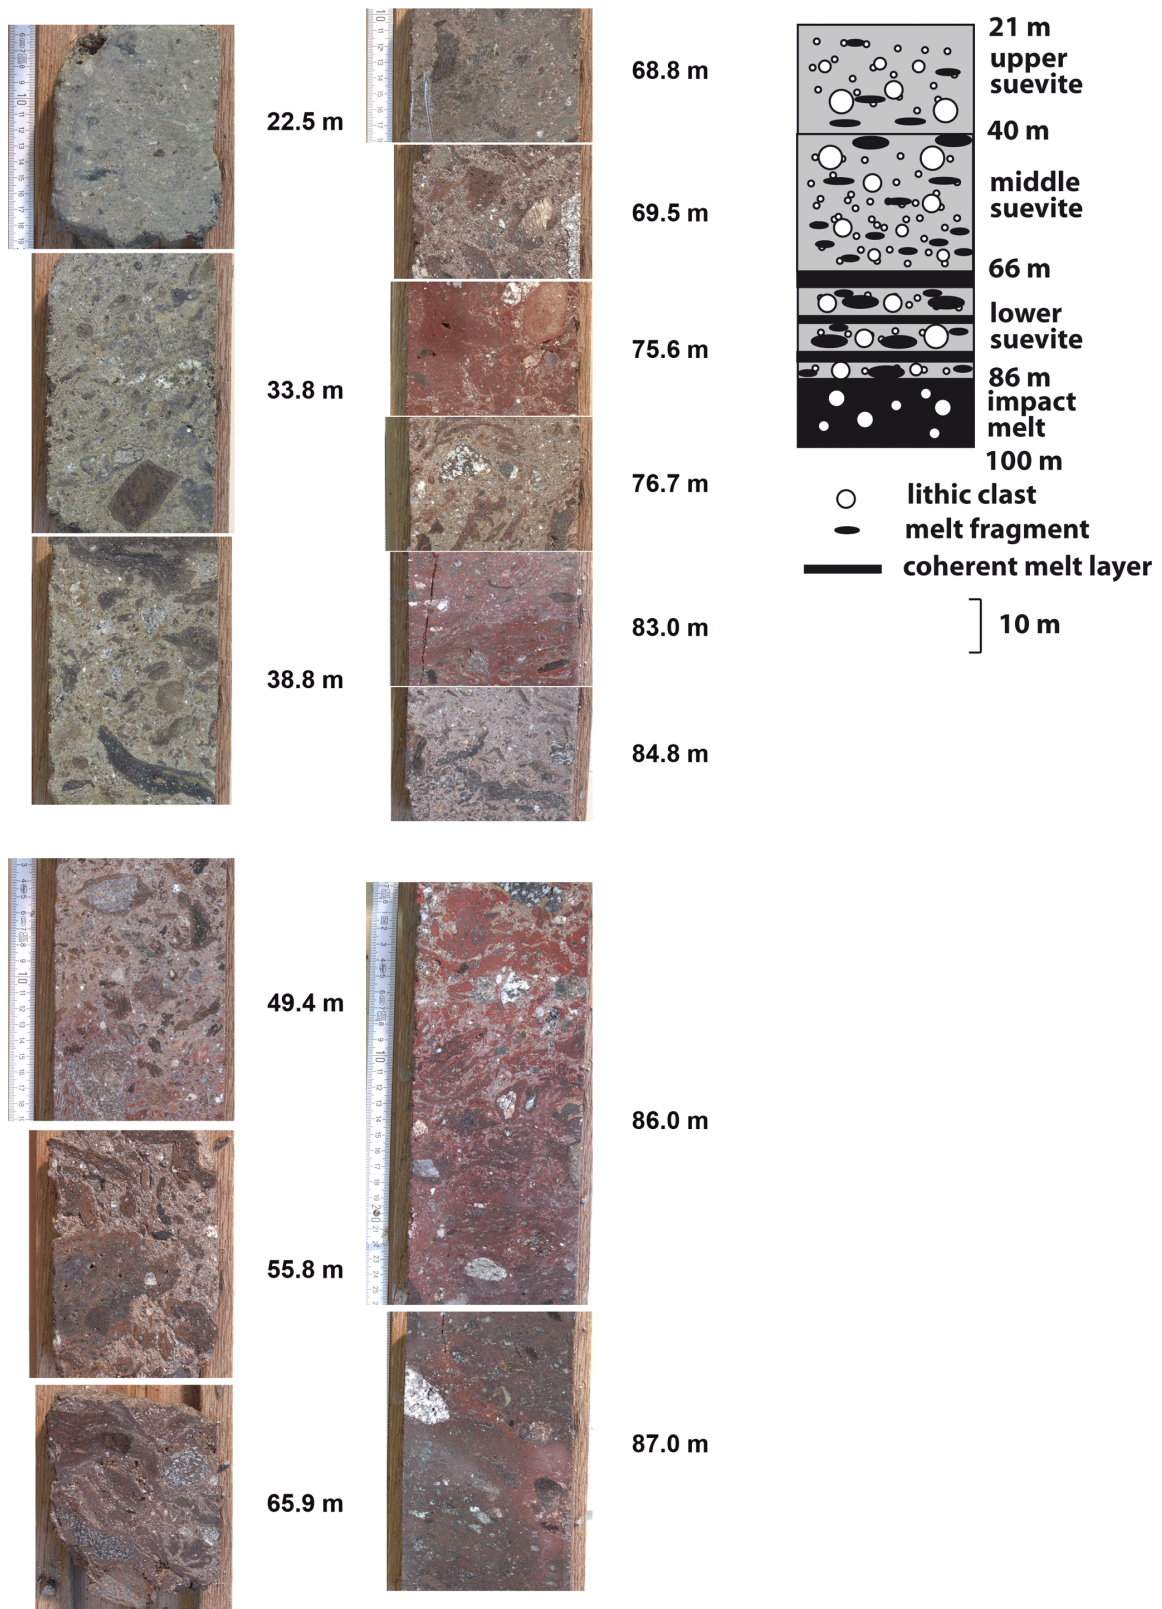 22.5 m
33.8 m
38.8 m
49.4 m
55.8 m
65.9 m
68.8 m
69.5 m
75.6 m
76.7 m
83.0 m
84.8 m
86.0 m
87.0 m
21 m
upper
suevite
40 m
middle
suevite
66 m
lower
suevite
86 m
impact
melt
100 m
lithic clast
melt fragment
coherent melt layer
10 m